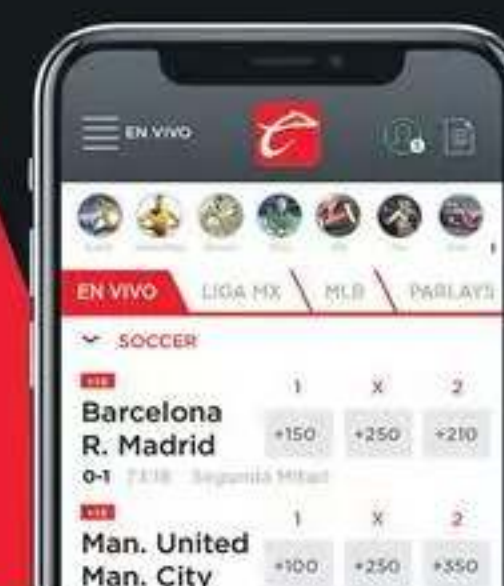 EN VIVO
EN VIVO LIGA MX MLB PARLAYS
SOCCER
1 X 2
Barcelona
R. Madrid
+150 +250 +210
0-1 Segunda Mitad
1 X 2
Man. United
Man. City
+100 +250 +350